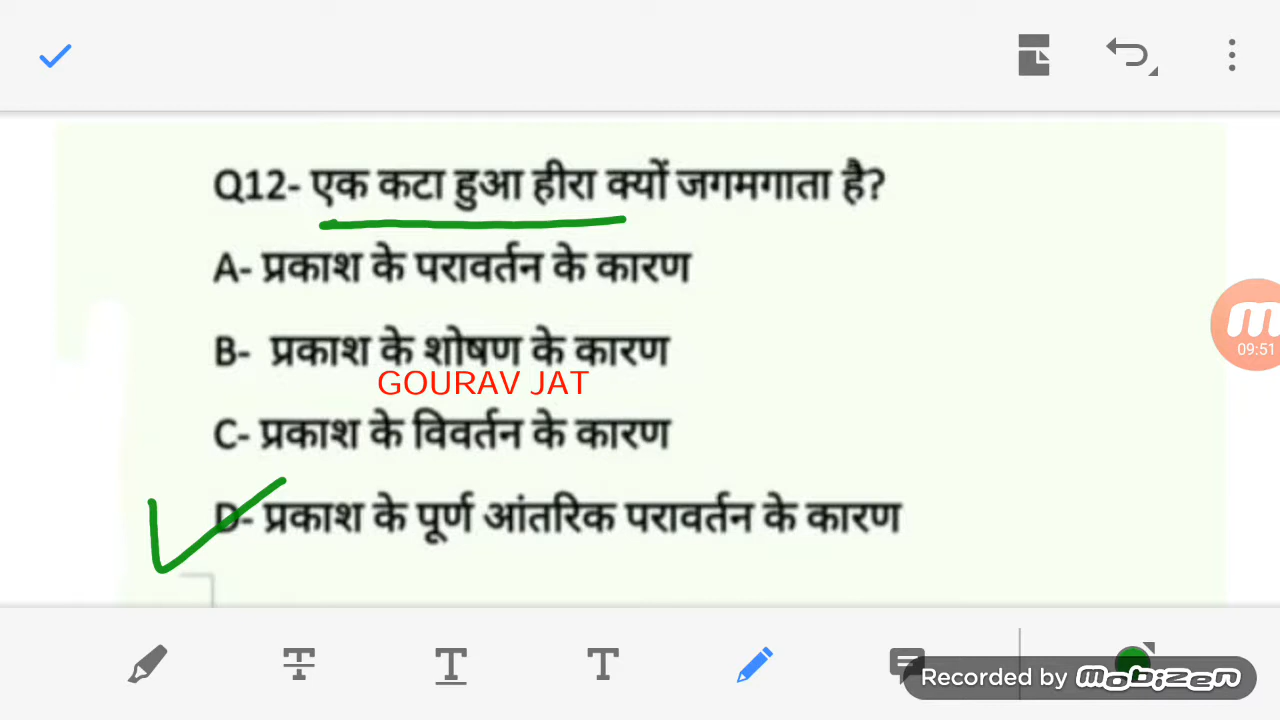 Q12- एक कटा हुआ हीरा क्यों जगमगाता है?
A- प्रकाश के परावर्तन के कारण
09:51
B- प्रकाश के शोषण के कारण
GOURAV JAT
C- प्रकाश के विवर्तन के कारण
D- प्रकाश के पूर्ण आंतरिक परावर्तन के कारण
T T T
Recorded by mobizen